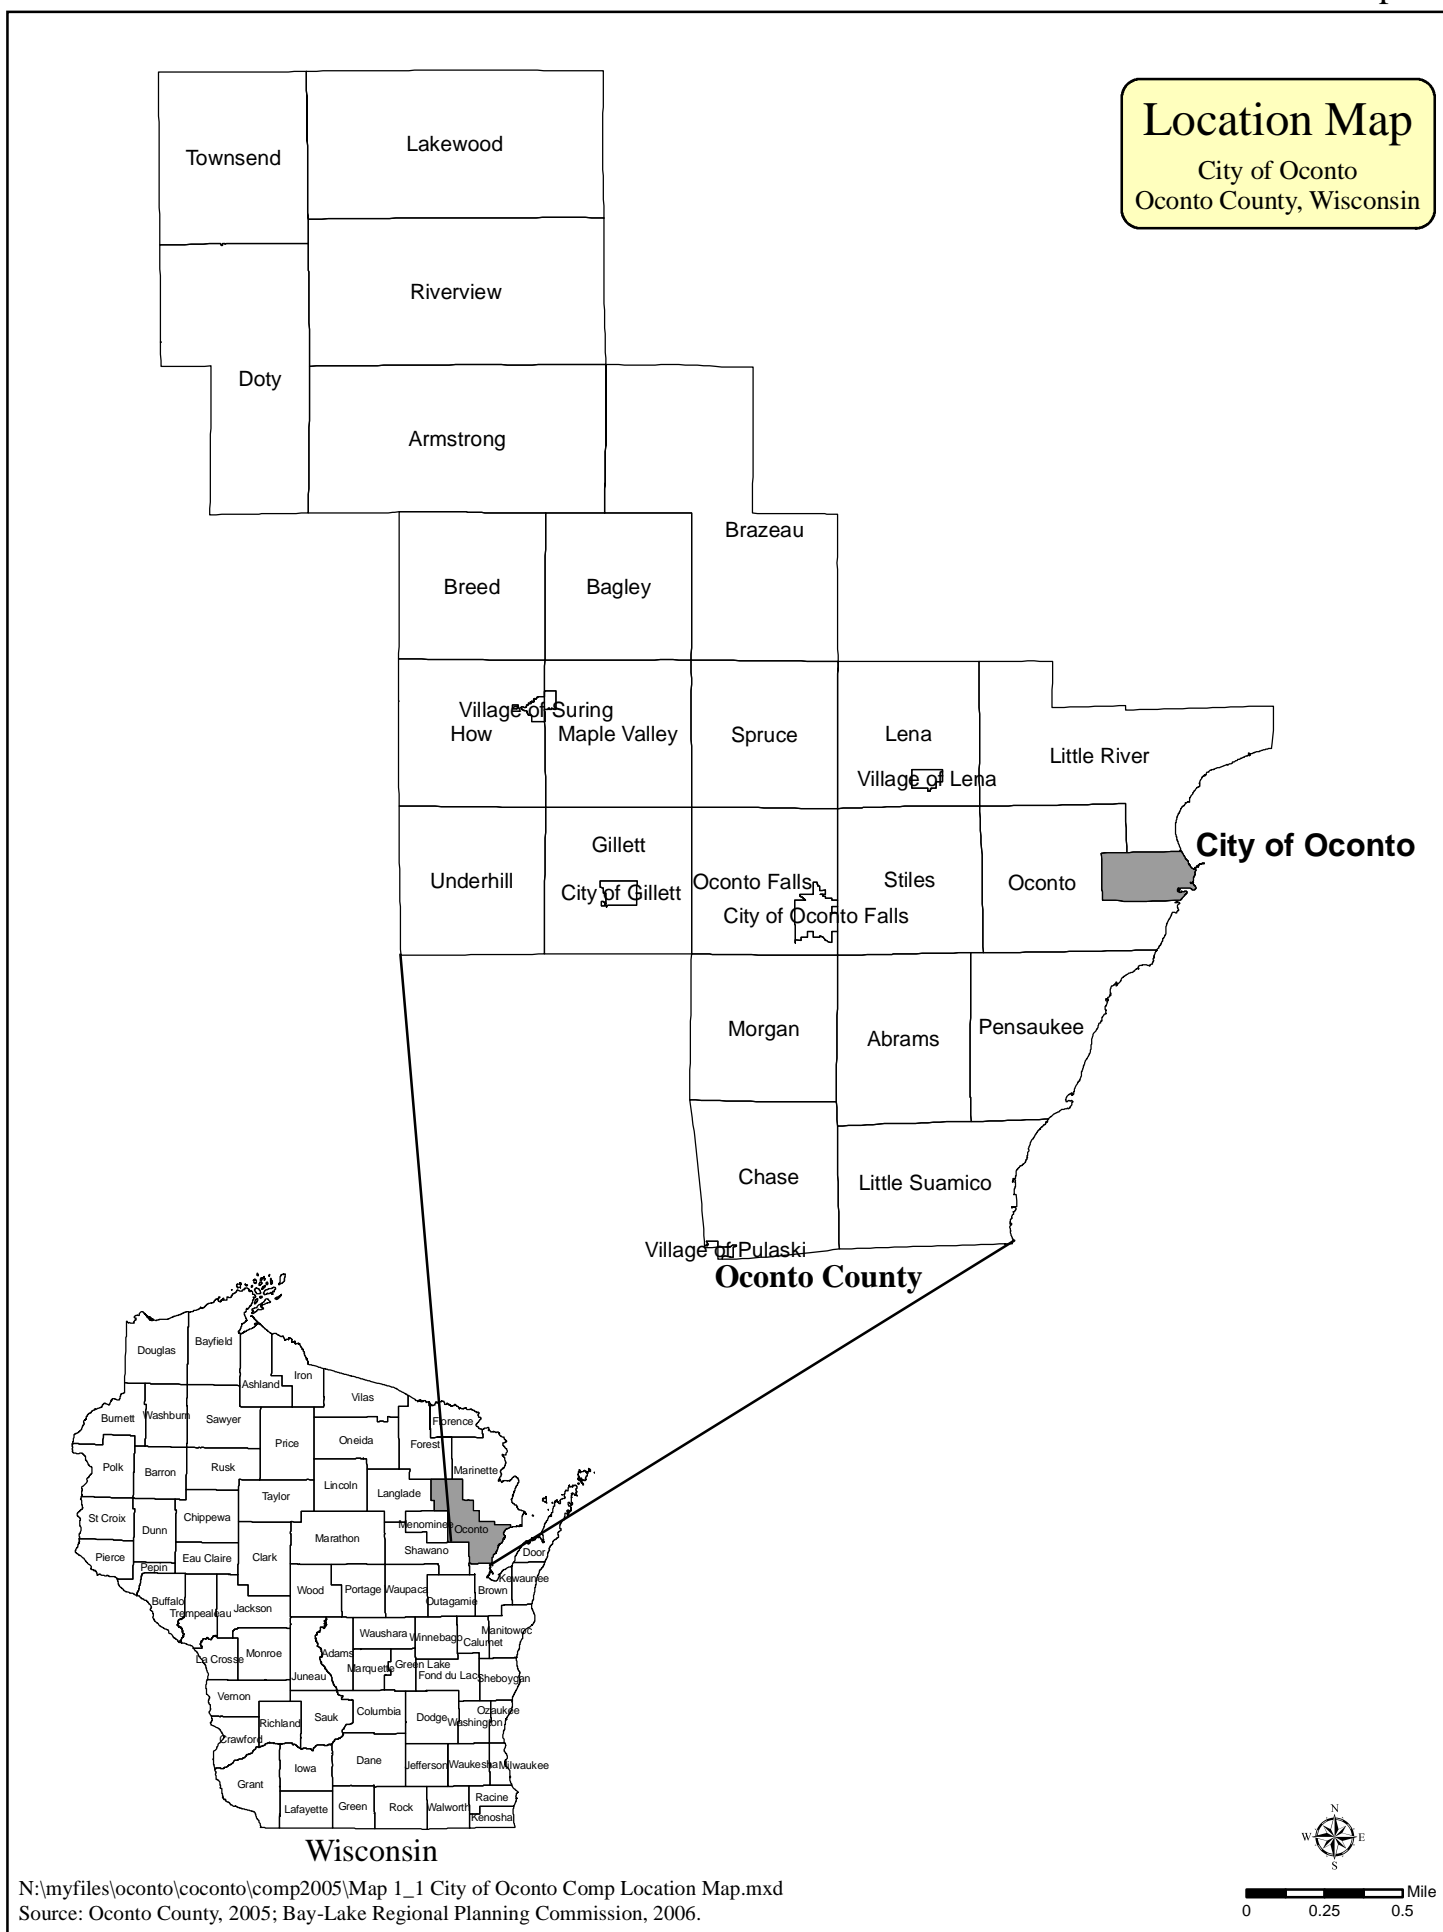 Location Map
City of Oconto
Oconto County, Wisconsin
Townsend
Lakewood
Riverview
Doty
Armstrong
Brazeau
Breed
Bagley
Village of Suring
How
Maple Valley
Spruce
Lena
Village of Lena
Little River
City of Oconto
Gillett
Underhill
City of Gillett
Oconto Falls
City of Oconto Falls
Stiles
Oconto
Morgan
Abrams
Pensaukee
Chase
Little Suamico
Village of Pulaski
Oconto County
Douglas
Bayfield
Ashland
Iron
Vilas
Florence
Burnett
Washburn
Sawyer
Price
Oneida
Forest
Marinette
Polk
Barron
Rusk
Taylor
Lincoln
Langlade
St Croix
Dunn
Chippewa
Marathon
Menominee
Oconto
Pierce
Pepin
Eau Claire
Clark
Shawano
Door
Kewaunee
Buffalo
Trempealeau
Jackson
Wood
Portage
Waupaca
Outagamie
Brown
La Crosse
Monroe
Juneau
Adams
Waushara
Winnebago
Calumet
Manitowoc
Marquette
Green Lake
Fond du Lac
Sheboygan
Vernon
Crawford
Richland
Sauk
Columbia
Dodge
Washington
Ozaukee
Grant
Iowa
Dane
Jefferson
Waukesha
Milwaukee
Lafayette
Green
Rock
Walworth
Racine
Kenosha
Wisconsin
N
W
E
S
Mile
0
0.25
0.5
N:\myfiles\oconto\coconto\comp2005\Map 1_1 City of Oconto Comp Location Map.mxd
Source: Oconto County, 2005; Bay-Lake Regional Planning Commission, 2006.